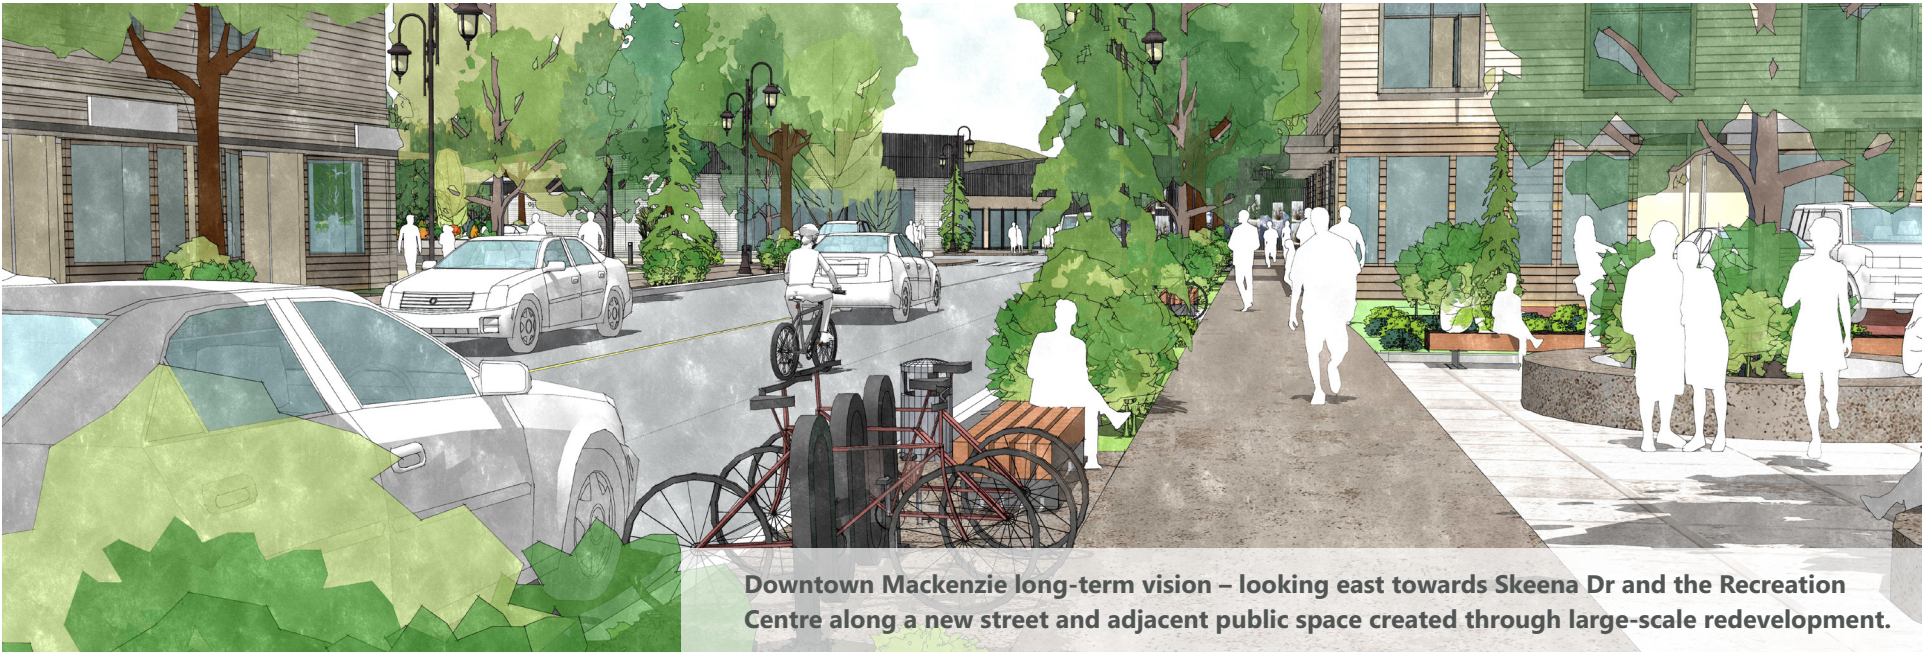 Downtown Mackenzie long-term vision – looking east towards Skeena Dr and the Recreation
Centre along a new street and adjacent public space created through large-scale redevelopment.